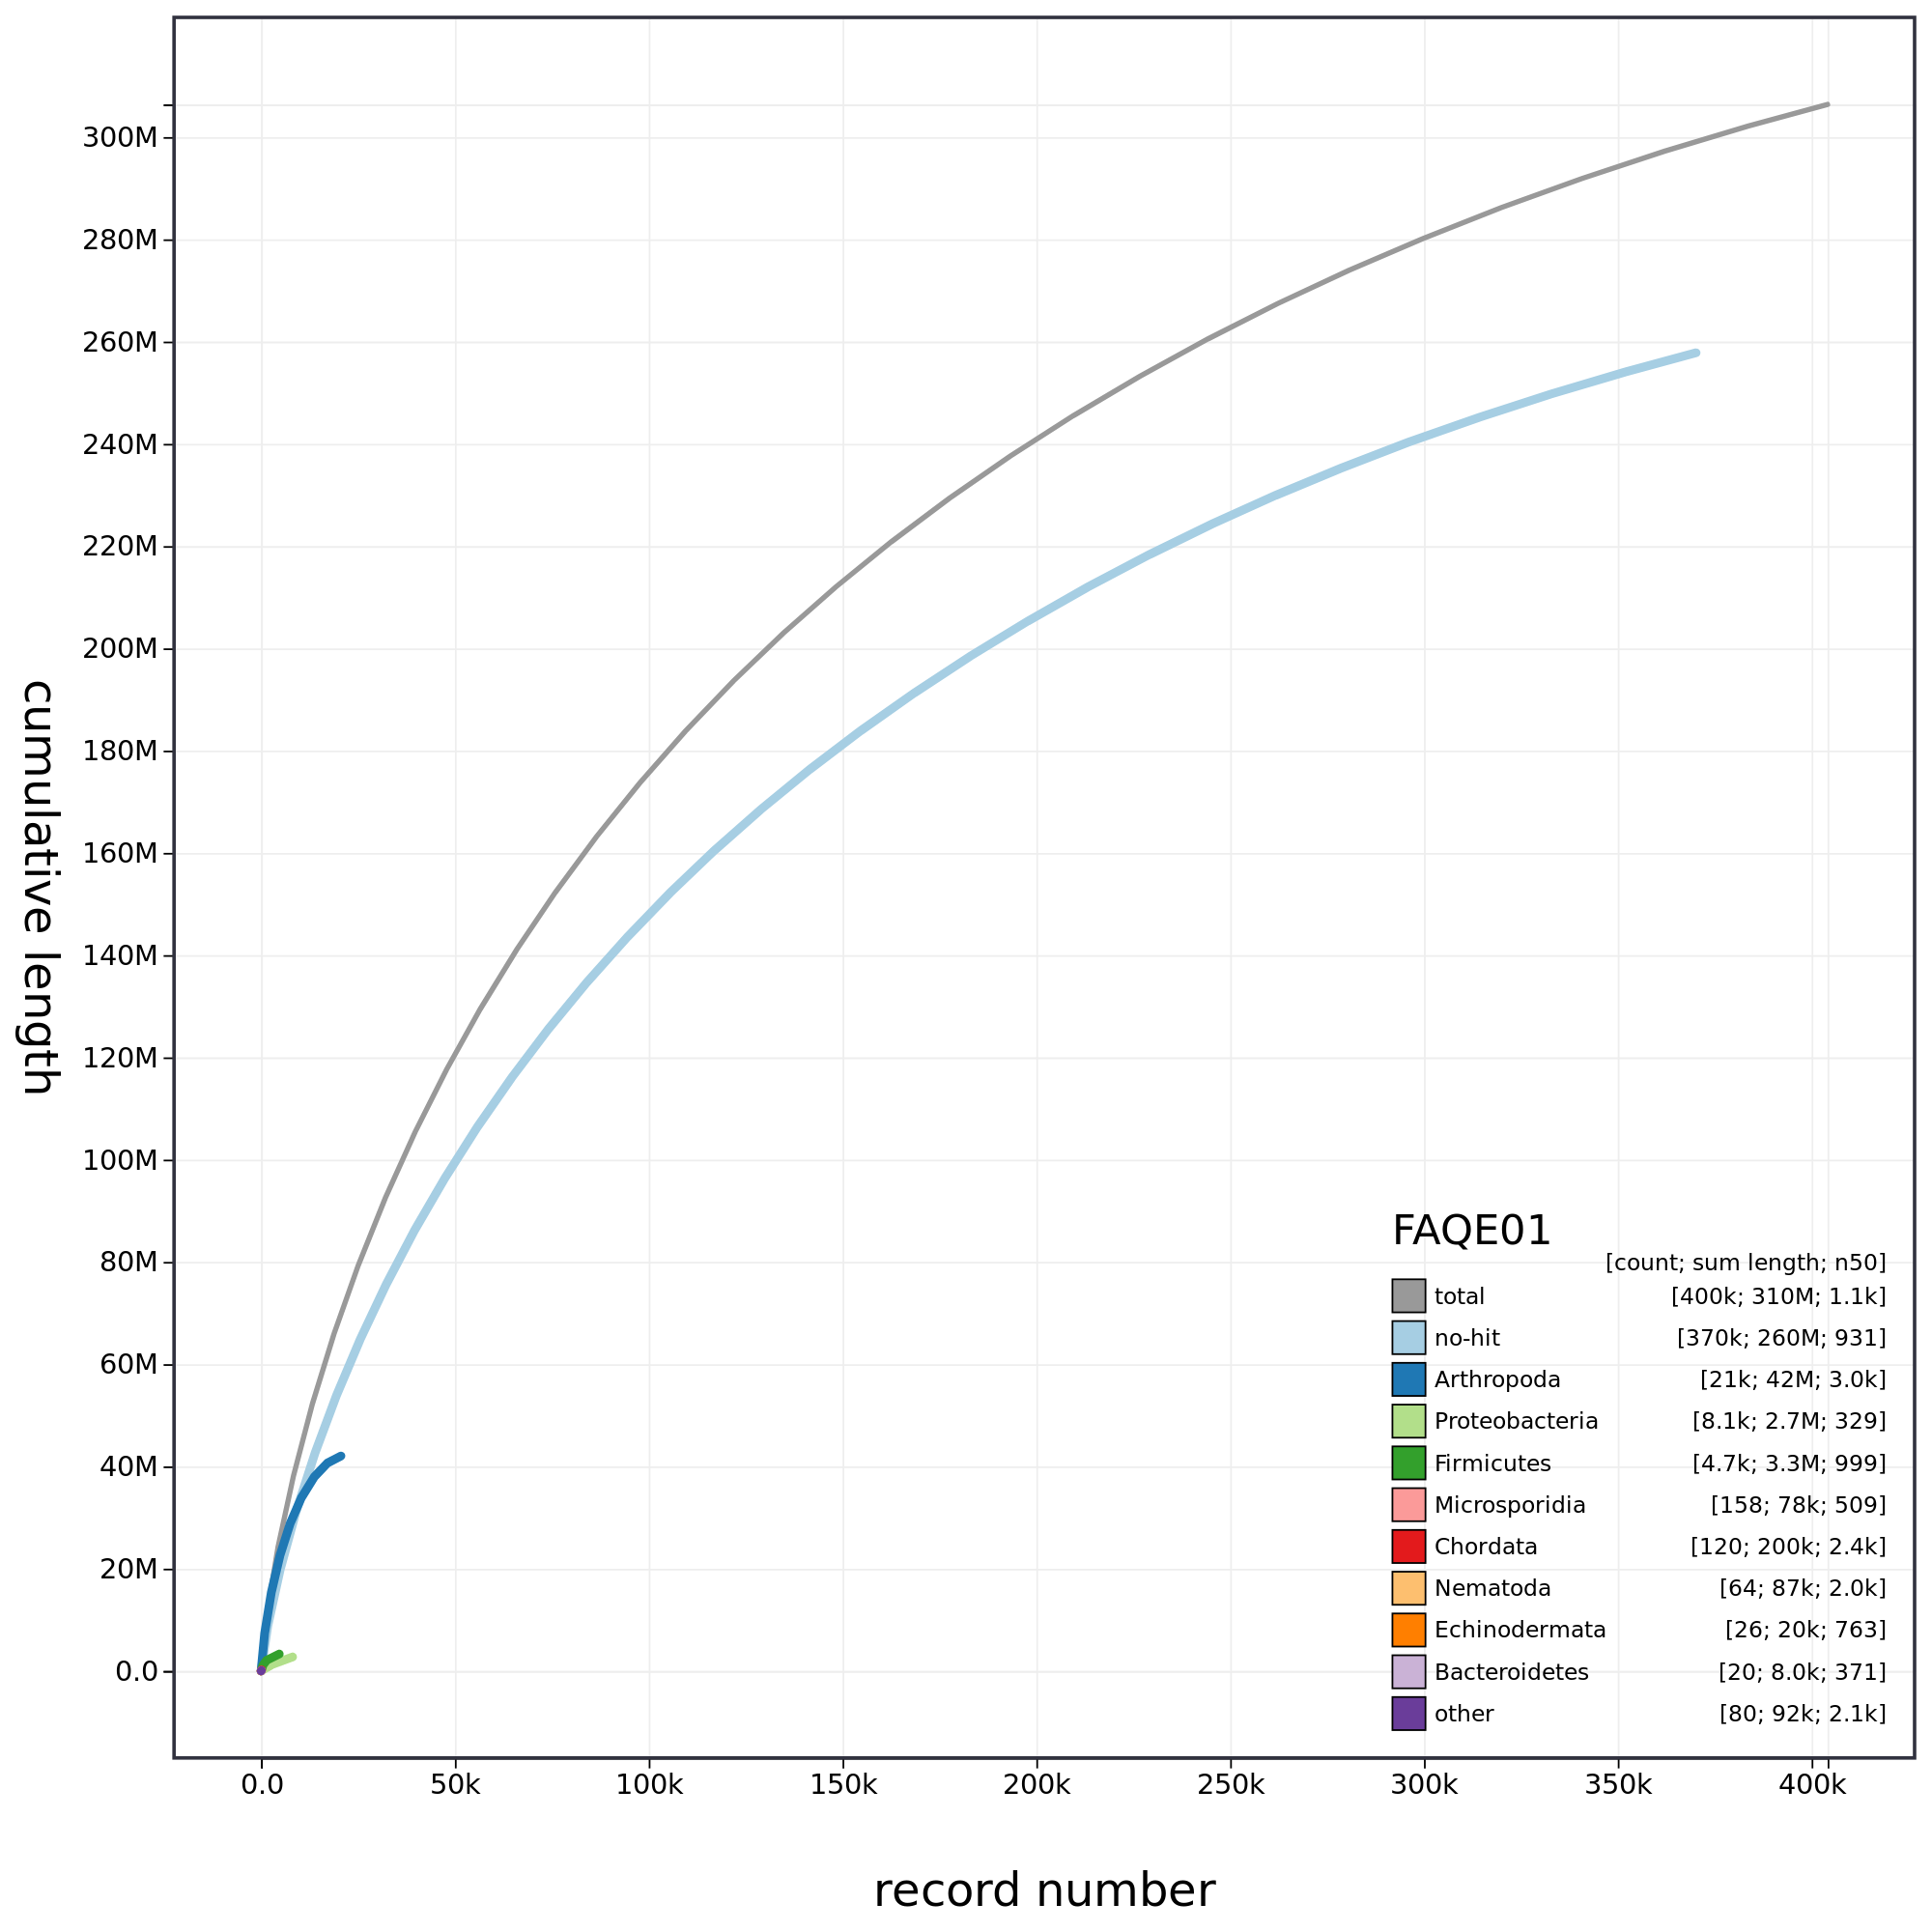 cumulative length
300M
280M
260M
240M
220M
200M
180M
160M
140M
120M
100M
80M
60M
40M
20M
0.0
FAQE01
[count; sum length; n50]
total [400k; 310M; 1.1k]
no-hit [370k; 260M; 931]
Arthropoda [21k; 42M; 3.0k]
Proteobacteria [8.1k; 2.7M; 329]
Firmicutes [4.7k; 3.3M; 999]
Microsporidia [158; 78k; 509]
Chordata [120; 200k; 2.4k]
Nematoda [64; 87k; 2.0k]
Echinodermata [26; 20k; 763]
Bacteroidetes [20; 8.0k; 371]
other [80; 92k; 2.1k]
0.0 50k 100k 150k 200k 250k 300k 350k 400k
record number